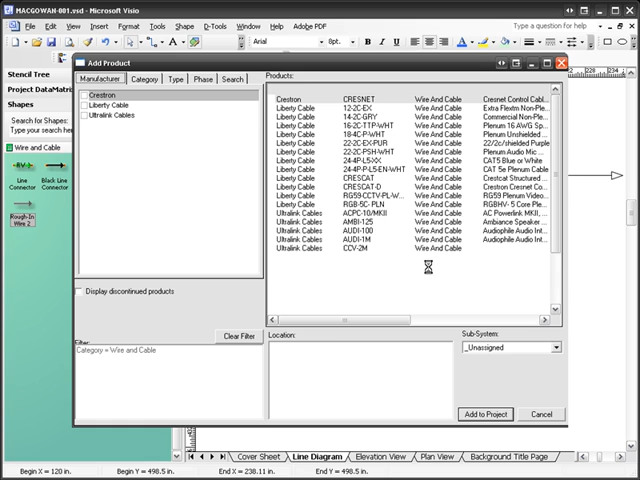 MACGOWAN-001.vsd - Microsoft Visio
File Edit View Insert Format Tools Shape D-Tools Window Help Adobe PDF
Type a question for help
Arial 8pt.
Stencil Tree
Project DataMatrix
Shapes
Search for Shapes:
Type your search here
Wire and Cable
Line Connector
Black Line Connector
Rough-In Wire 2
Add Product
Manufacturer Category Type Phase Search
Crestron
Liberty Cable
Ultralink Cables
Display discontinued products
Clear Filter
Filter
Category = Wire and Cable
Products:
Crestron CRESNET Wire And Cable Cresnet Control Cabl...
Liberty Cable 12-2C-EX Wire And Cable Extra Flextm Non-Ple...
Liberty Cable 14-2C-GRY Wire And Cable Commercial Non-Plen...
Liberty Cable 16-2C-TTP-WHT Wire And Cable Plenum 16 AWG Sp...
Liberty Cable 18-4C-P-WHT Wire And Cable Plenum Unshielded ...
Liberty Cable 22-2C-EX-PUR Wire And Cable 22/2c/shielded Purple
Liberty Cable 22-2C-PSH-WHT Wire And Cable Plenum Audio Mic ...
Liberty Cable 24-4P-L5XX Wire And Cable CAT5 Blue or White
Liberty Cable 24-4P-P-L5-EN-WHT Wire And Cable CAT 5e Plenum Cable
Liberty Cable CRESCAT Wire And Cable Crestcat Structured ...
Liberty Cable CRESCAT-D Wire And Cable Crestron Cresnet Co...
Liberty Cable RG59-CCTV-PL-W... Wire And Cable RG59 Plenum Video...
Liberty Cable RGB-5C- PLN Wire And Cable RGBHV- 5 Core Ple...
Ultralink Cables ACPC-10/MKII Wire And Cable AC Powerlink MKII, ...
Ultralink Cables AMBI-125 Wire And Cable Ambiance Speaker ...
Ultralink Cables AUDI-100 Wire And Cable Audiophile Audio Int...
Ultralink Cables AUDI-1M Wire And Cable Audiophile Audio Int...
Ultralink Cables CCV-2M Wire And Cable
Location:
Sub-System:
_Unassigned
Add to Project Cancel
228 234
Cover Sheet Line Diagram Elevation View Plan View Background Title Page
Begin X = 120 in. Begin Y = 498.5 in. End X = 238.11 in. End Y = 498.5 in.